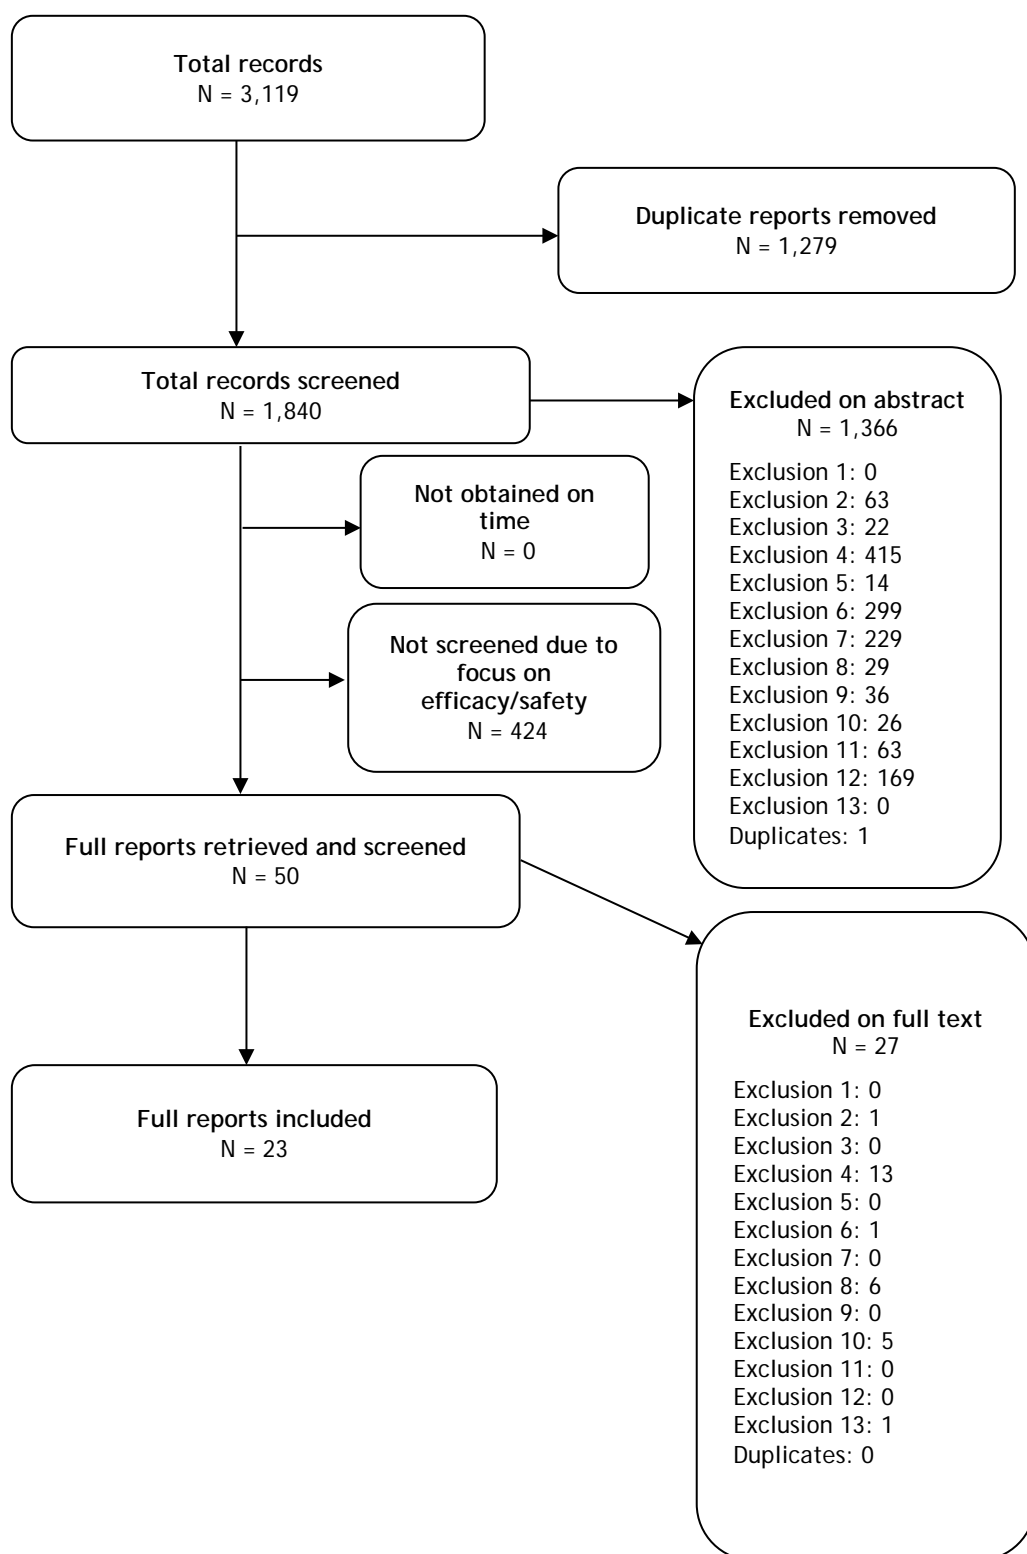 Total records
N = 3,119
Duplicate reports removed
N = 1,279
Total records screened
N = 1,840
Excluded on abstract
N = 1,366
Exclusion 1: 0
Exclusion 2: 63
Exclusion 3: 22
Exclusion 4: 415
Exclusion 5: 14
Exclusion 6: 299
Exclusion 7: 229
Exclusion 8: 29
Exclusion 9: 36
Exclusion 10: 26
Exclusion 11: 63
Exclusion 12: 169
Exclusion 13: 0
Duplicates: 1
Not obtained on
time
N = 0
Not screened due to
focus on
efficacy/safety
N = 424
Full reports retrieved and screened
N = 50
Excluded on full text
N = 27
Exclusion 1: 0
Exclusion 2: 1
Exclusion 3: 0
Exclusion 4: 13
Exclusion 5: 0
Exclusion 6: 1
Exclusion 7: 0
Exclusion 8: 6
Exclusion 9: 0
Exclusion 10: 5
Exclusion 11: 0
Exclusion 12: 0
Exclusion 13: 1
Duplicates: 0
Full reports included
N = 23